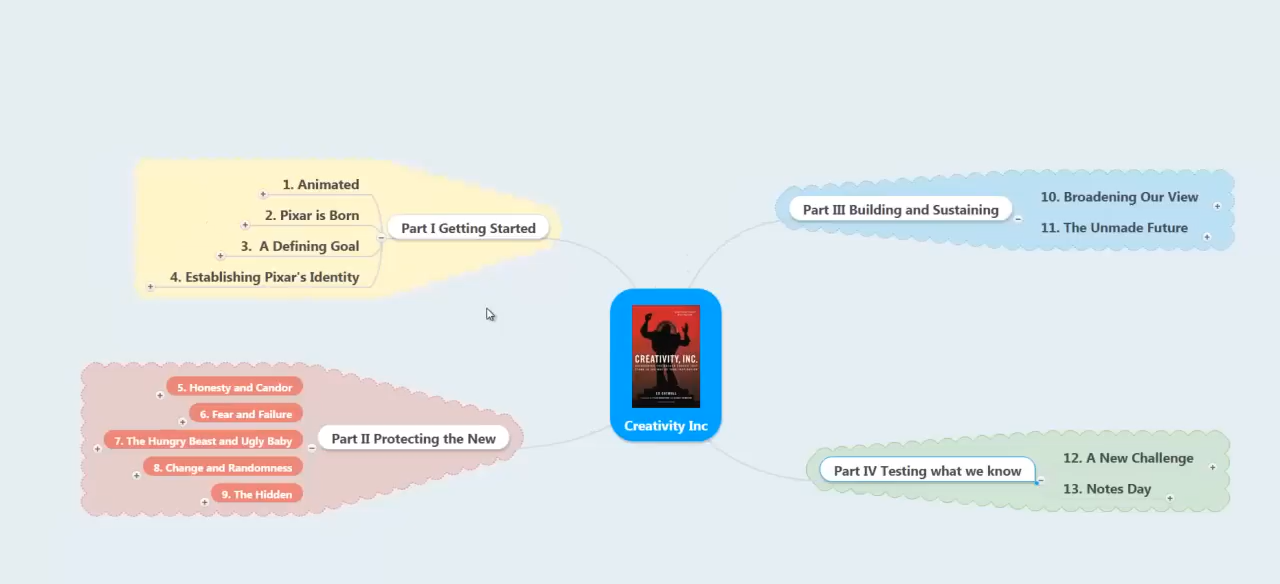 1. Animated
2. Pixar is Born
3. A Defining Goal
4. Establishing Pixar's Identity
Part I Getting Started
5. Honesty and Candor
6. Fear and Failure
7. The Hungry Beast and Ugly Baby
8. Change and Randomness
9. The Hidden
Part II Protecting the New
CREATIVITY, INC.
ED CATMULL
Creativity Inc
Part III Building and Sustaining
10. Broadening Our View
11. The Unmade Future
Part IV Testing what we know
12. A New Challenge
13. Notes Day